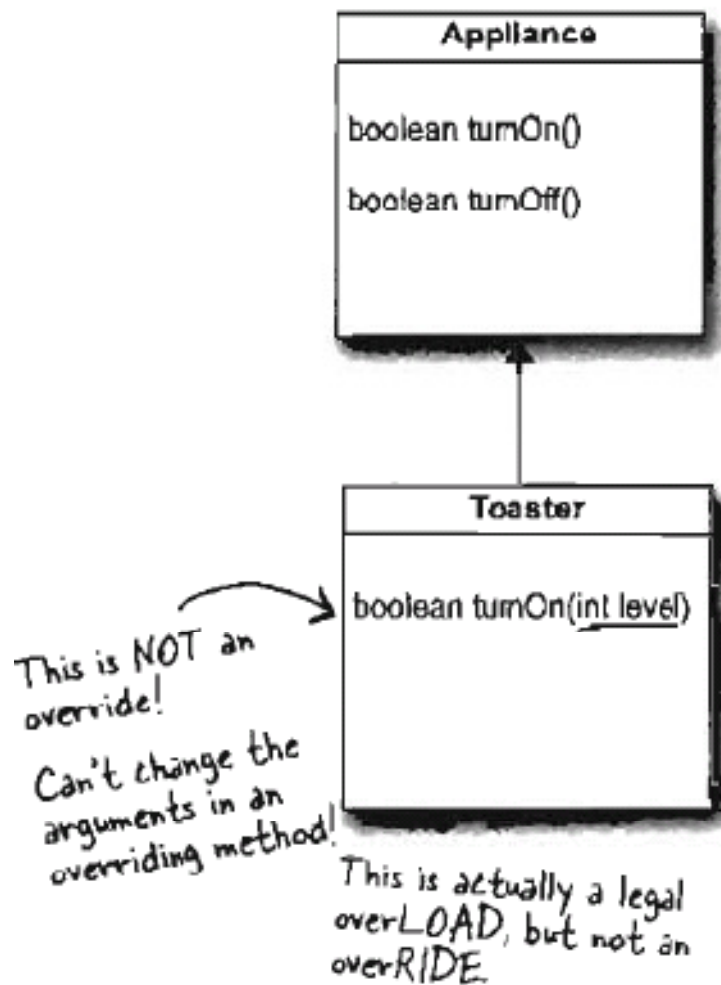 Appliance
boolean turnOn()
boolean turnOff()
Toaster
boolean turnOn(int level)
This is NOT an
override!
Can't change the
arguments in an
overriding method!
This is actually a legal
overLOAD, but not an
overRIDE